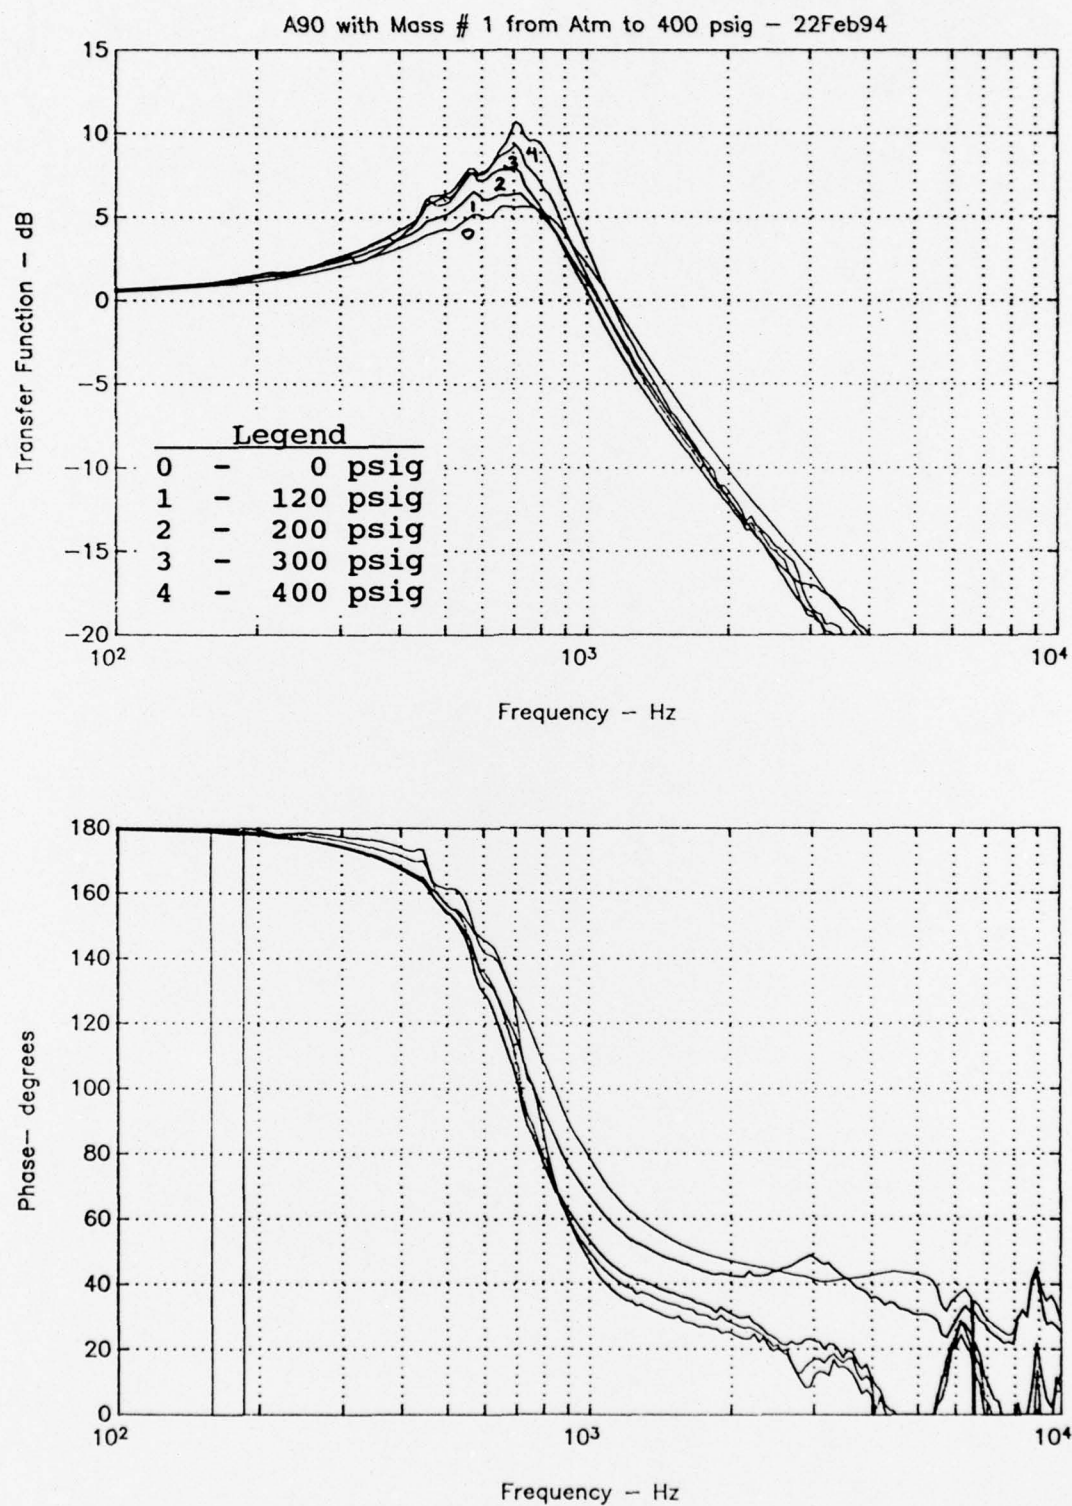 A90 with Mass # 1 from Atm to 400 psig – 22Feb94
15
10
5
0
−5
−10
−15
−20
Transfer Function – dB
4
3
2
1
0
Legend
0 - 0 psig
1 - 120 psig
2 - 200 psig
3 - 300 psig
4 - 400 psig
10² 10³ 10⁴
Frequency – Hz
180
160
140
120
100
80
60
40
20
0
Phase– degrees
10² 10³ 10⁴
Frequency – Hz